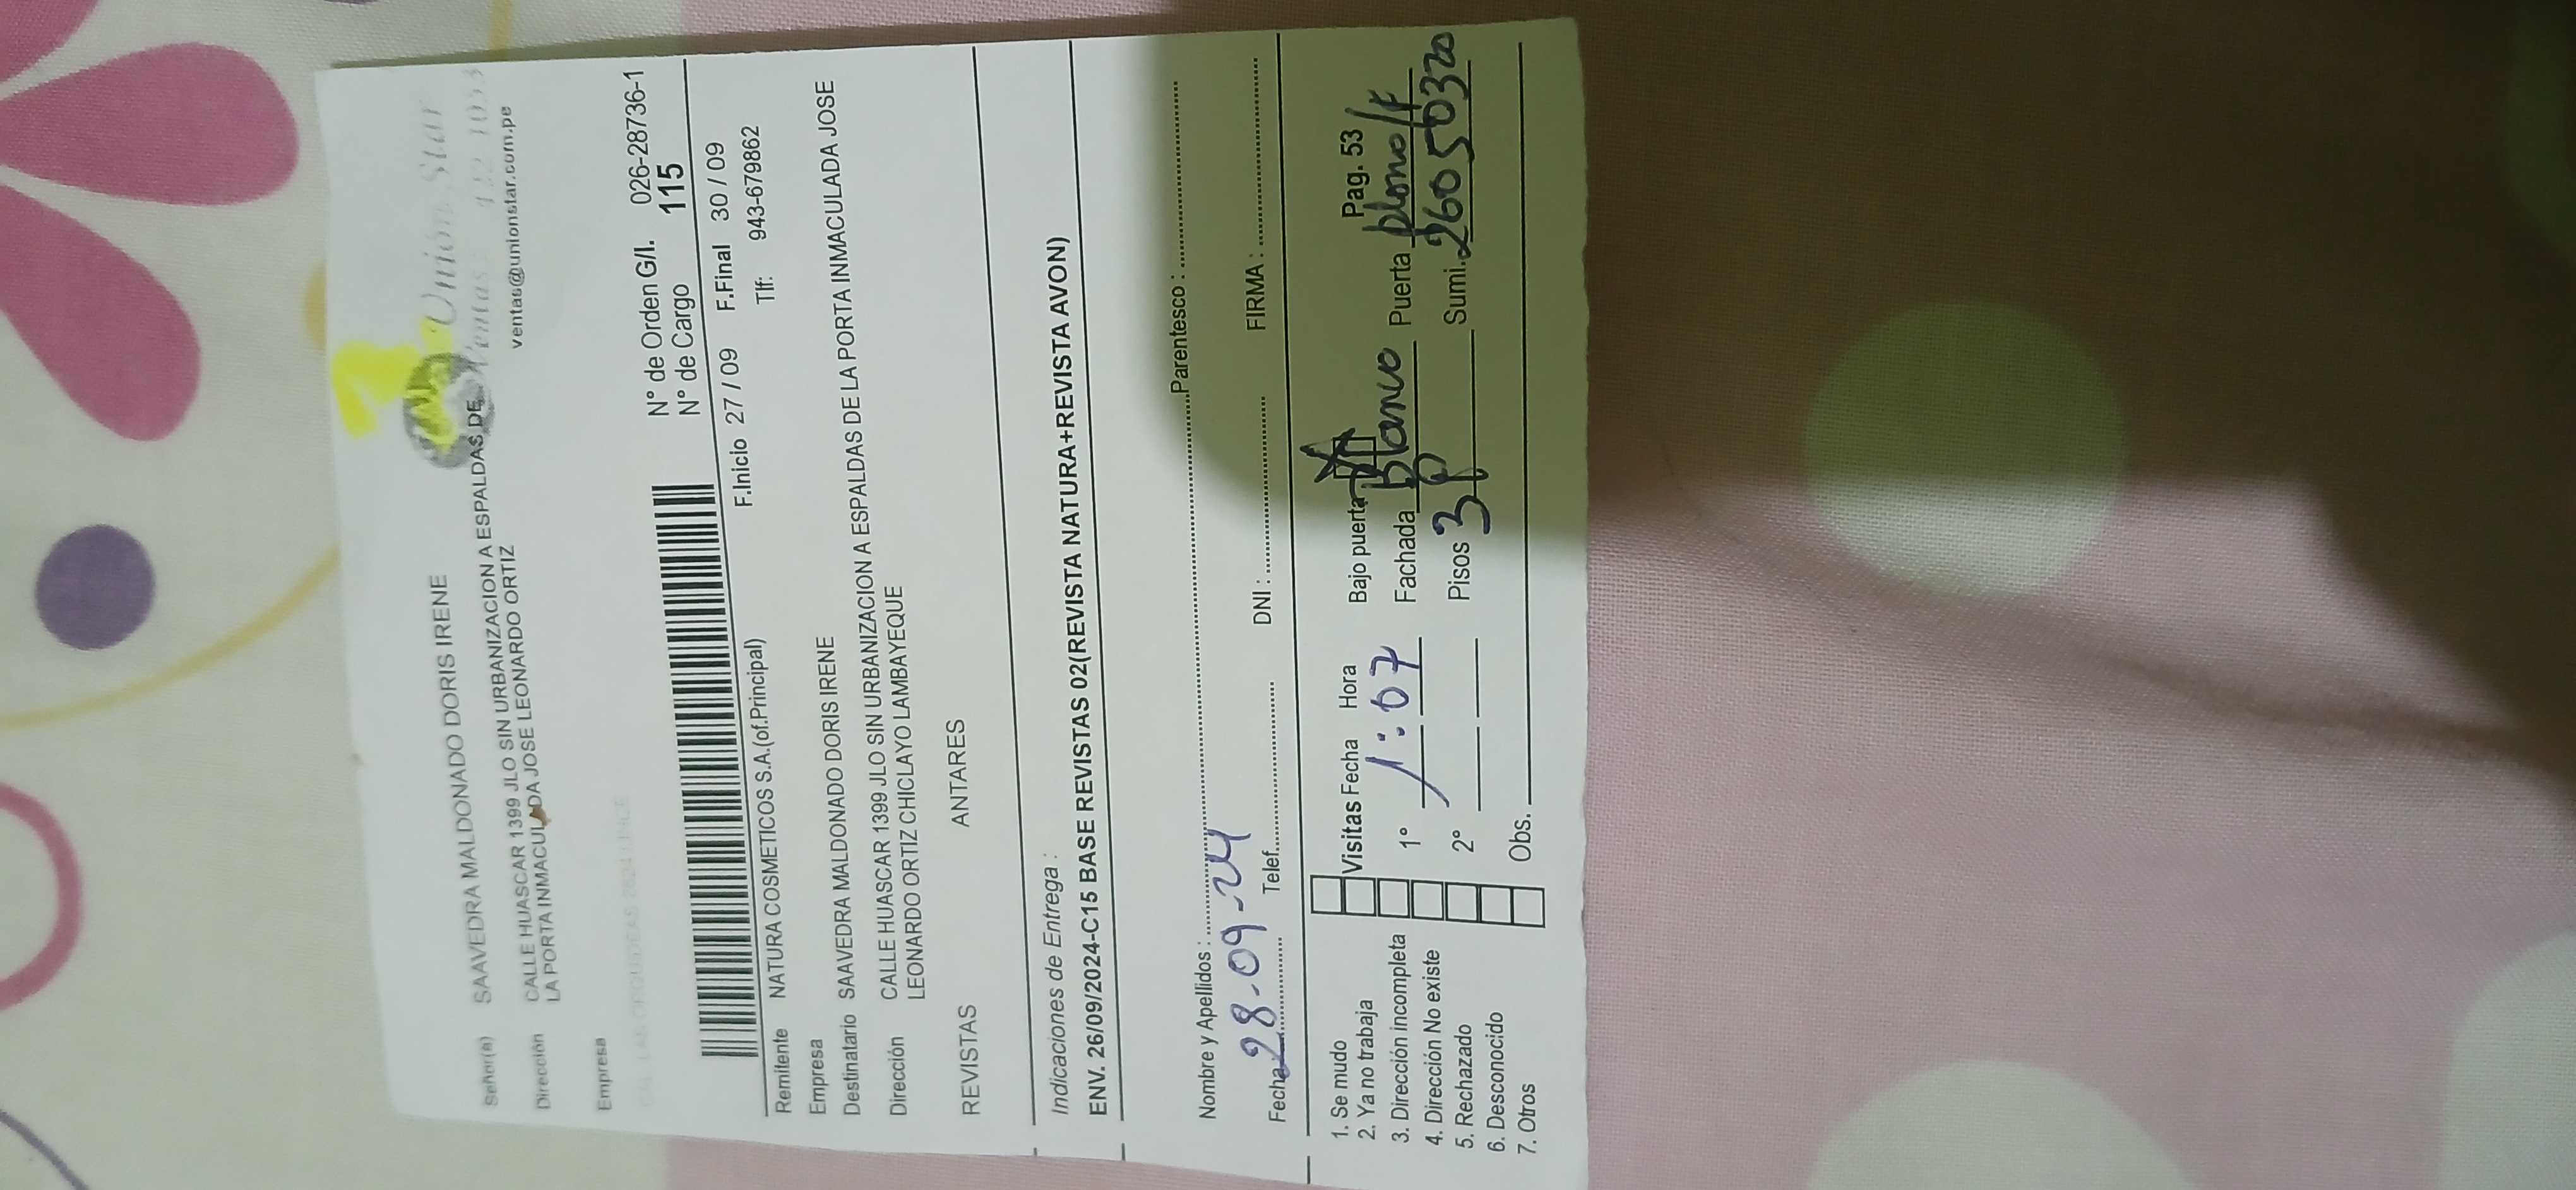 Unión Star
Ventas
ventas@unionstar.com.pe
Señor(a) SAAVEDRA MALDONADO DORIS IRENE
Dirección CALLE HUASCAR 1399 JLO SIN URBANIZACION A ESPALDAS DE
LA PORTA INMACULADA JOSE LEONARDO ORTIZ
Empresa
N° de Orden G/I. 026-28736-1
N° de Cargo 115
F.Inicio 27 / 09 F.Final 30 / 09
Remitente NATURA COSMETICOS S.A.(of.Principal) Tlf: 943-679862
Empresa
Destinatario SAAVEDRA MALDONADO DORIS IRENE
Dirección CALLE HUASCAR 1399 JLO SIN URBANIZACION A ESPALDAS DE LA PORTA INMACULADA JOSE
LEONARDO ORTIZ CHICLAYO LAMBAYEQUE
REVISTAS ANTARES
Indicaciones de Entrega :
ENV. 26/09/2024-C15 BASE REVISTAS 02(REVISTA NATURA+REVISTA AVON)
Nombre y Apellidos : Parentesco :
Fecha 28-09-24 Telef. DNI : FIRMA :
1. Se mudo Visitas Fecha Hora Bajo puerta X Pag. 53
2. Ya no trabaja
3. Dirección incompleta 1° 1:07 Fachada Blanco Puerta plomo/f
4. Dirección No existe
5. Rechazado 2° Pisos 3P Sumi. 26050320
6. Desconocido
7. Otros Obs.